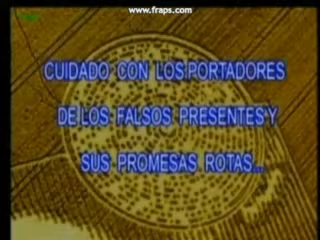 www.fraps.com
CUIDADO CON LOS PORTADORES
DE LOS FALSOS PRESENTES Y
SUS PROMESAS ROTAS...